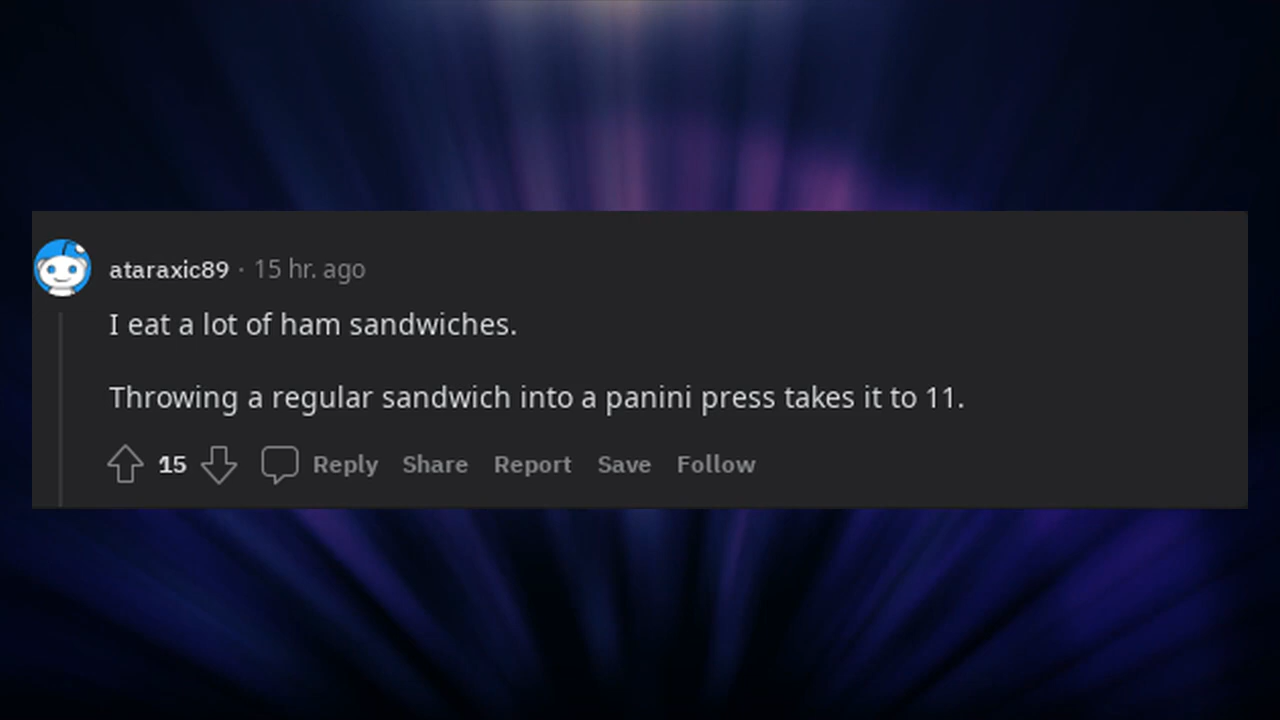 ataraxic89 · 15 hr. ago
I eat a lot of ham sandwiches.
Throwing a regular sandwich into a panini press takes it to 11.
15 Reply Share Report Save Follow